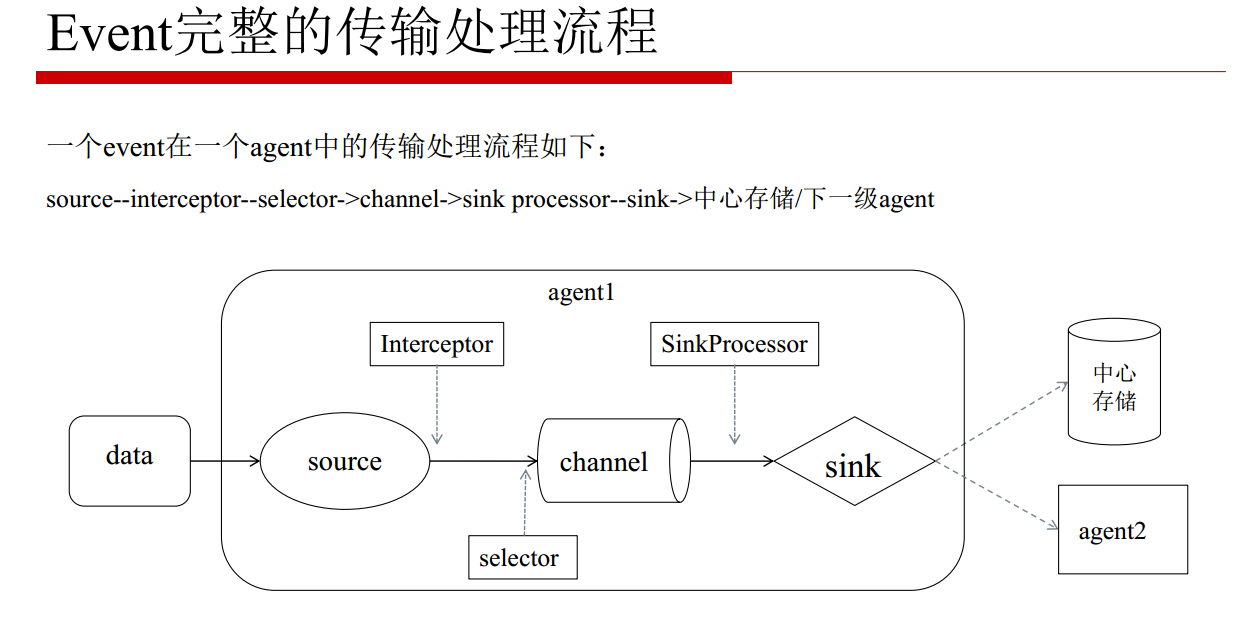 Event完整的传输处理流程
一个event在一个agent中的传输处理流程如下：
source--interceptor--selector->channel->sink processor--sink->中心存储/下一级agent
agent1
Interceptor
SinkProcessor
data
source
channel
sink
selector
中心
存储
agent2